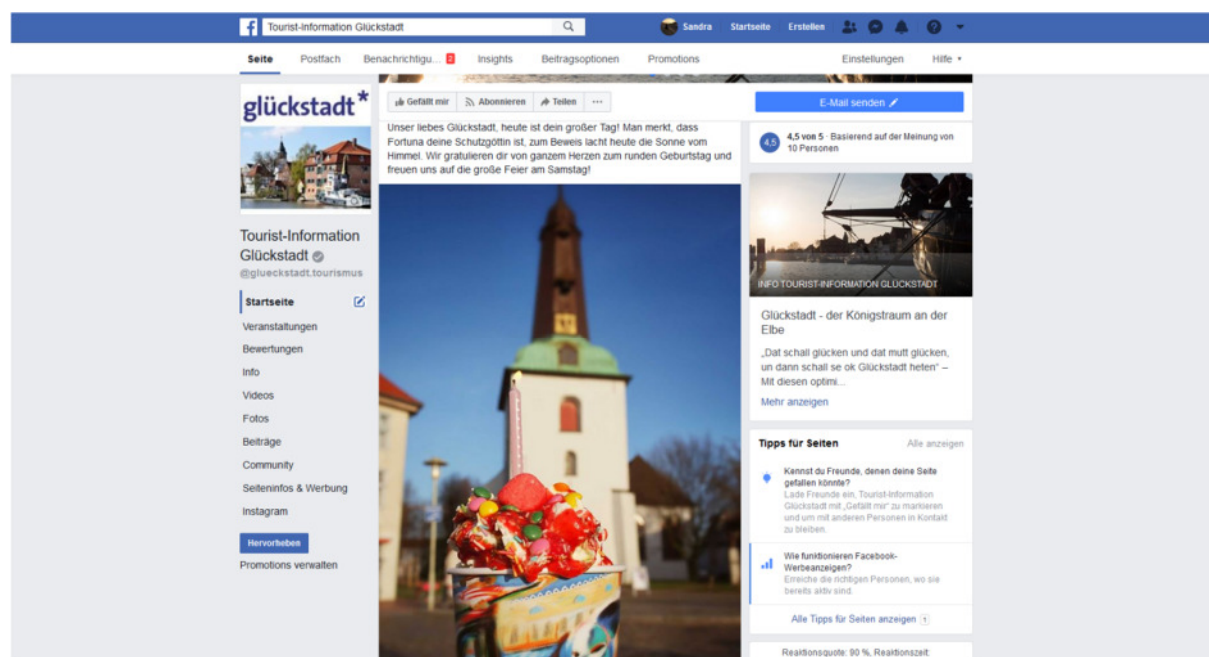 Tourist-Information Glückstadt
Sandra
Startseite
Erstellen
Seite
Postfach
Benachrichtigu... 2
Insights
Beitragsoptionen
Promotions
Einstellungen
Hilfe
glückstadt*
Tourist-Information
Glückstadt
@glueckstadt.tourismus
Startseite
Veranstaltungen
Bewertungen
Info
Videos
Fotos
Beiträge
Community
Seiteninfos & Werbung
Instagram
Hervorheben
Promotions verwalten
Gefällt mir
Abonnieren
Teilen
Unser liebes Glückstadt, heute ist dein großer Tag! Man merkt, dass
Fortuna deine Schutzgöttin ist, zum Beweis lacht heute die Sonne vom
Himmel. Wir gratulieren dir von ganzem Herzen zum runden Geburtstag und
freuen uns auf die große Feier am Samstag!
E-Mail senden
4,5
4,5 von 5 · Basierend auf der Meinung von
10 Personen
INFO TOURIST-INFORMATION GLÜCKSTADT
Glückstadt - der Königstraum an der
Elbe
„Dat schall glücken und dat mutt glücken,
un dann schall se ok Glückstadt heten“ –
Mit diesen optimi...
Mehr anzeigen
Tipps für Seiten
Alle anzeigen
Kennst du Freunde, denen deine Seite
gefallen könnte?
Lade Freunde ein, Tourist-Information
Glückstadt mit „Gefällt mir“ zu markieren
und um mit anderen Personen in Kontakt
zu bleiben.
Wie funktionieren Facebook-
Werbeanzeigen?
Erreiche die richtigen Personen, wo sie
bereits aktiv sind.
Alle Tipps für Seiten anzeigen 1
Reaktionsquote: 90 %, Reaktionszeit: